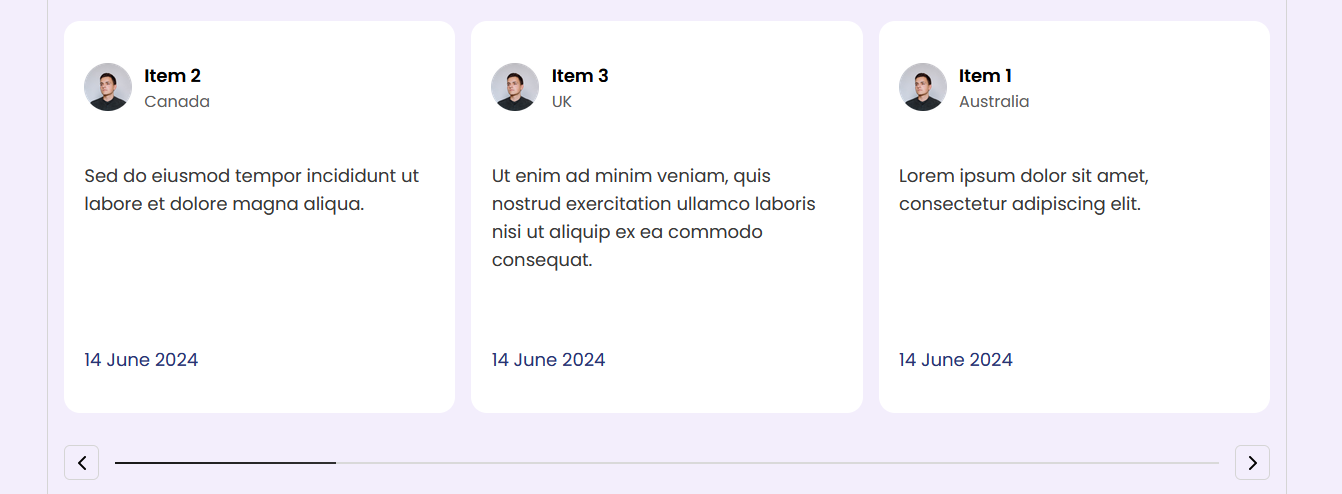 Item 2
Canada
Sed do eiusmod tempor incididunt ut
labore et dolore magna aliqua.
14 June 2024
Item 3
UK
Ut enim ad minim veniam, quis
nostrud exercitation ullamco laboris
nisi ut aliquip ex ea commodo
consequat.
14 June 2024
Item 1
Australia
Lorem ipsum dolor sit amet,
consectetur adipiscing elit.
14 June 2024